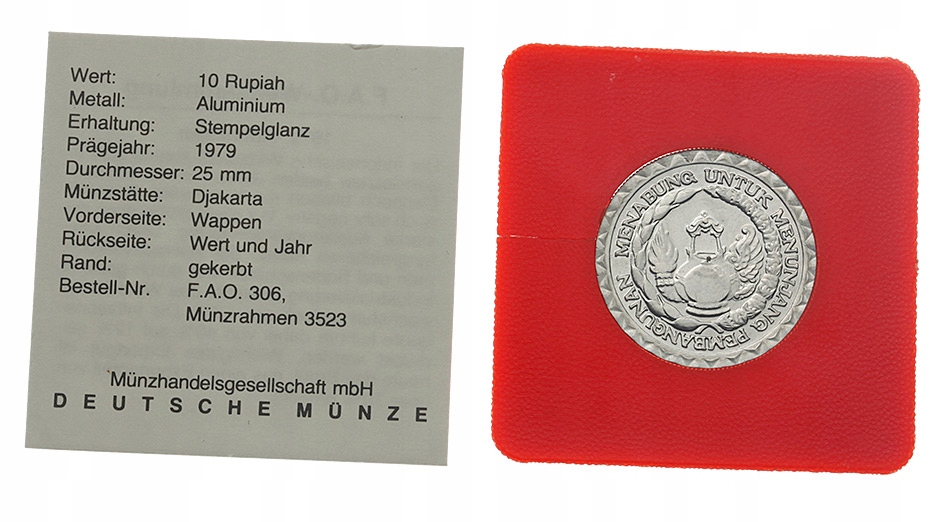 Wert: 10 Rupiah
Metall: Aluminium
Erhaltung: Stempelglanz
Prägejahr: 1979
Durchmesser: 25 mm
Münzstätte: Djakarta
Vorderseite: Wappen
Rückseite: Wert und Jahr
Rand: gekerbt
Bestell-Nr. F.A.O. 306,
Münzrahmen 3523
Münzhandelsgesellschaft mbH
DEUTSCHE MÜNZE
MENABUNG UNTUK MENUNJANG PEMBANGUNAN